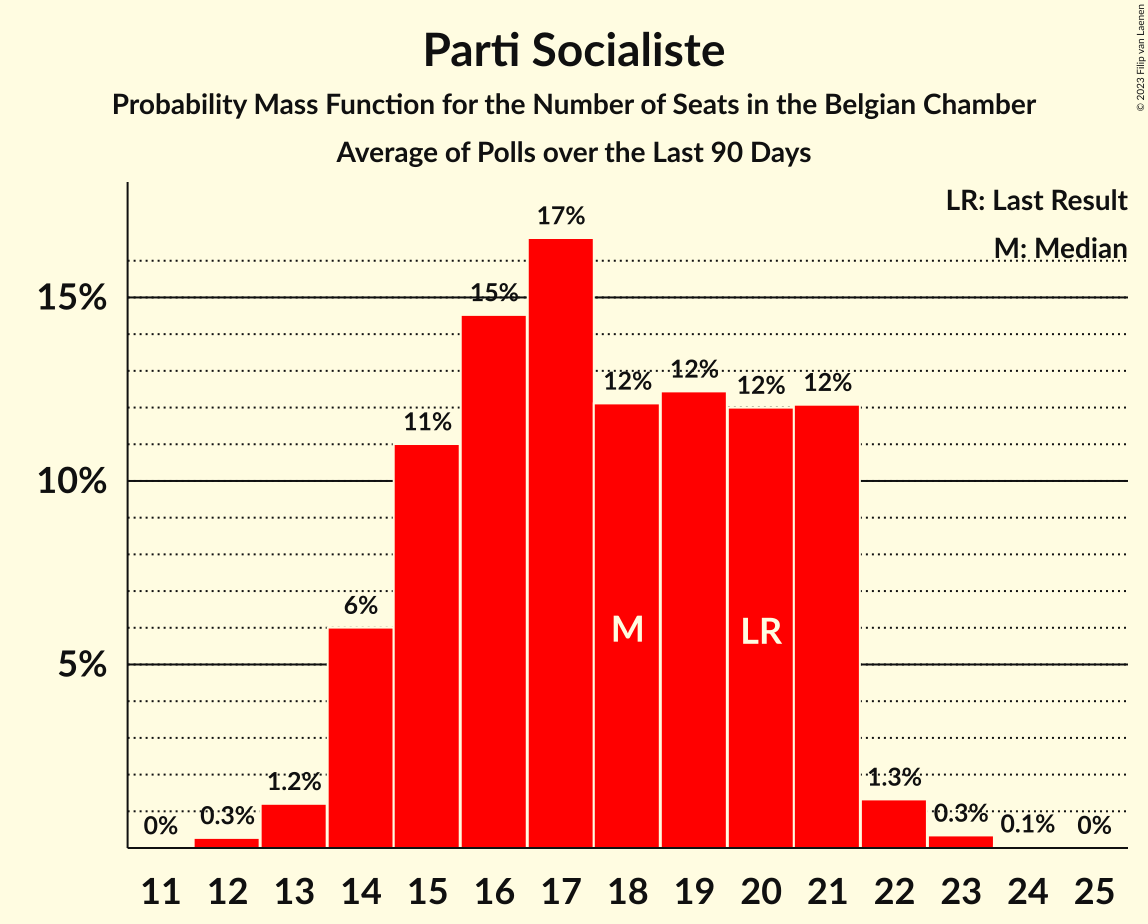 Parti Socialiste
Probability Mass Function for the Number of Seats in the Belgian Chamber
Average of Polls over the Last 90 Days
© 2023 Filip van Laenen
LR: Last Result
M: Median
15%
10%
5%
0%
0.3%
1.2%
6%
11%
15%
17%
12%
12%
12%
12%
1.3%
0.3%
0.1%
0%
M
LR
11 12 13 14 15 16 17 18 19 20 21 22 23 24 25